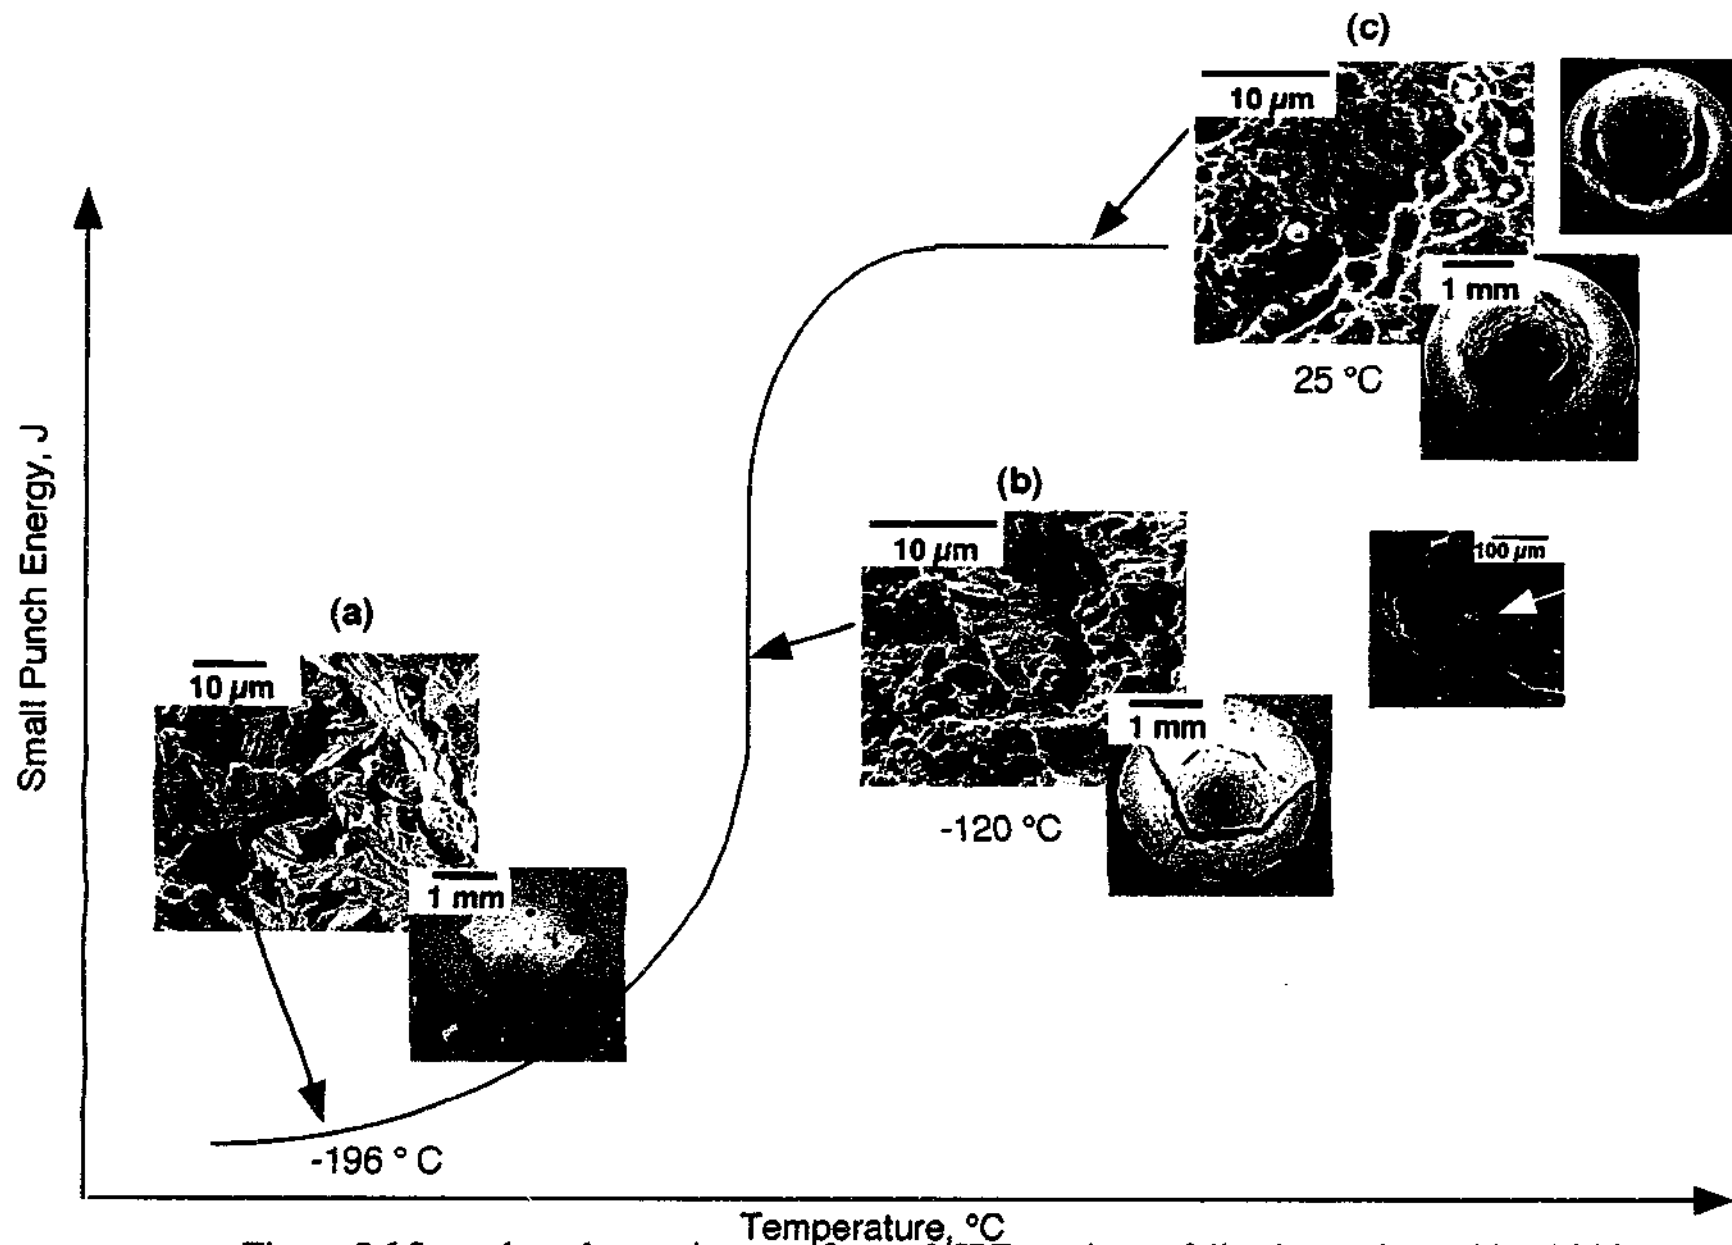 (c)
10 µm
1 mm
25 °C
(b)
10 µm
100 µm
1 mm
-120 °C
(a)
10 µm
1 mm
-196 ° C
Small Punch Energy, J
Temperature, °C